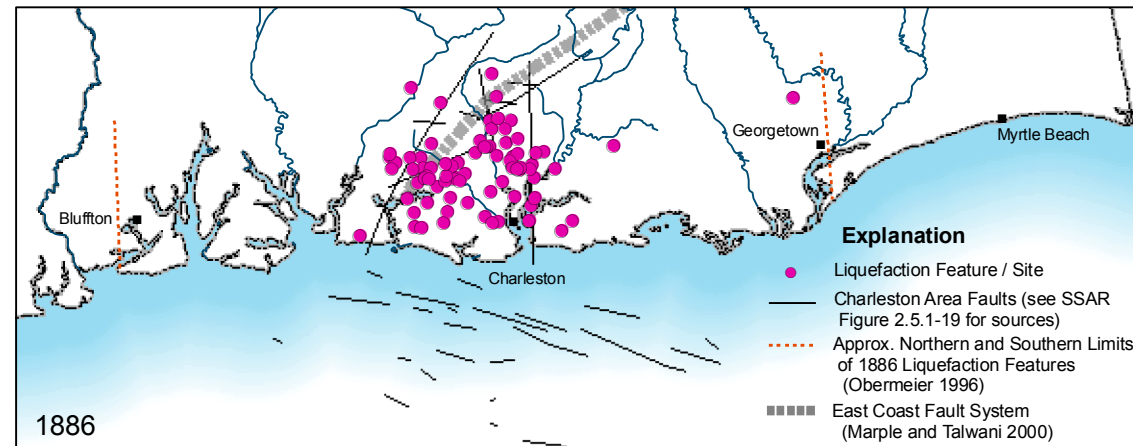 Georgetown
Myrtle Beach
Bluffton
Charleston
Explanation
Liquefaction Feature / Site
Charleston Area Faults (see SSAR
Figure 2.5.1-19 for sources)
Approx. Northern and Southern Limits
of 1886 Liquefaction Features
(Obermeier 1996)
East Coast Fault System
(Marple and Talwani 2000)
1886